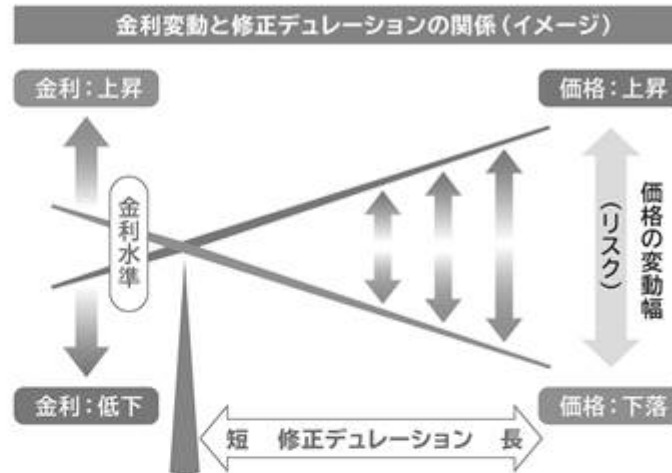 金利変動と修正デュレーションの関係(イメージ)
金利:上昇
価格:上昇
金利水準
価格の変動幅
(リスク)
金利:低下
価格:下落
短 修正デュレーション 長